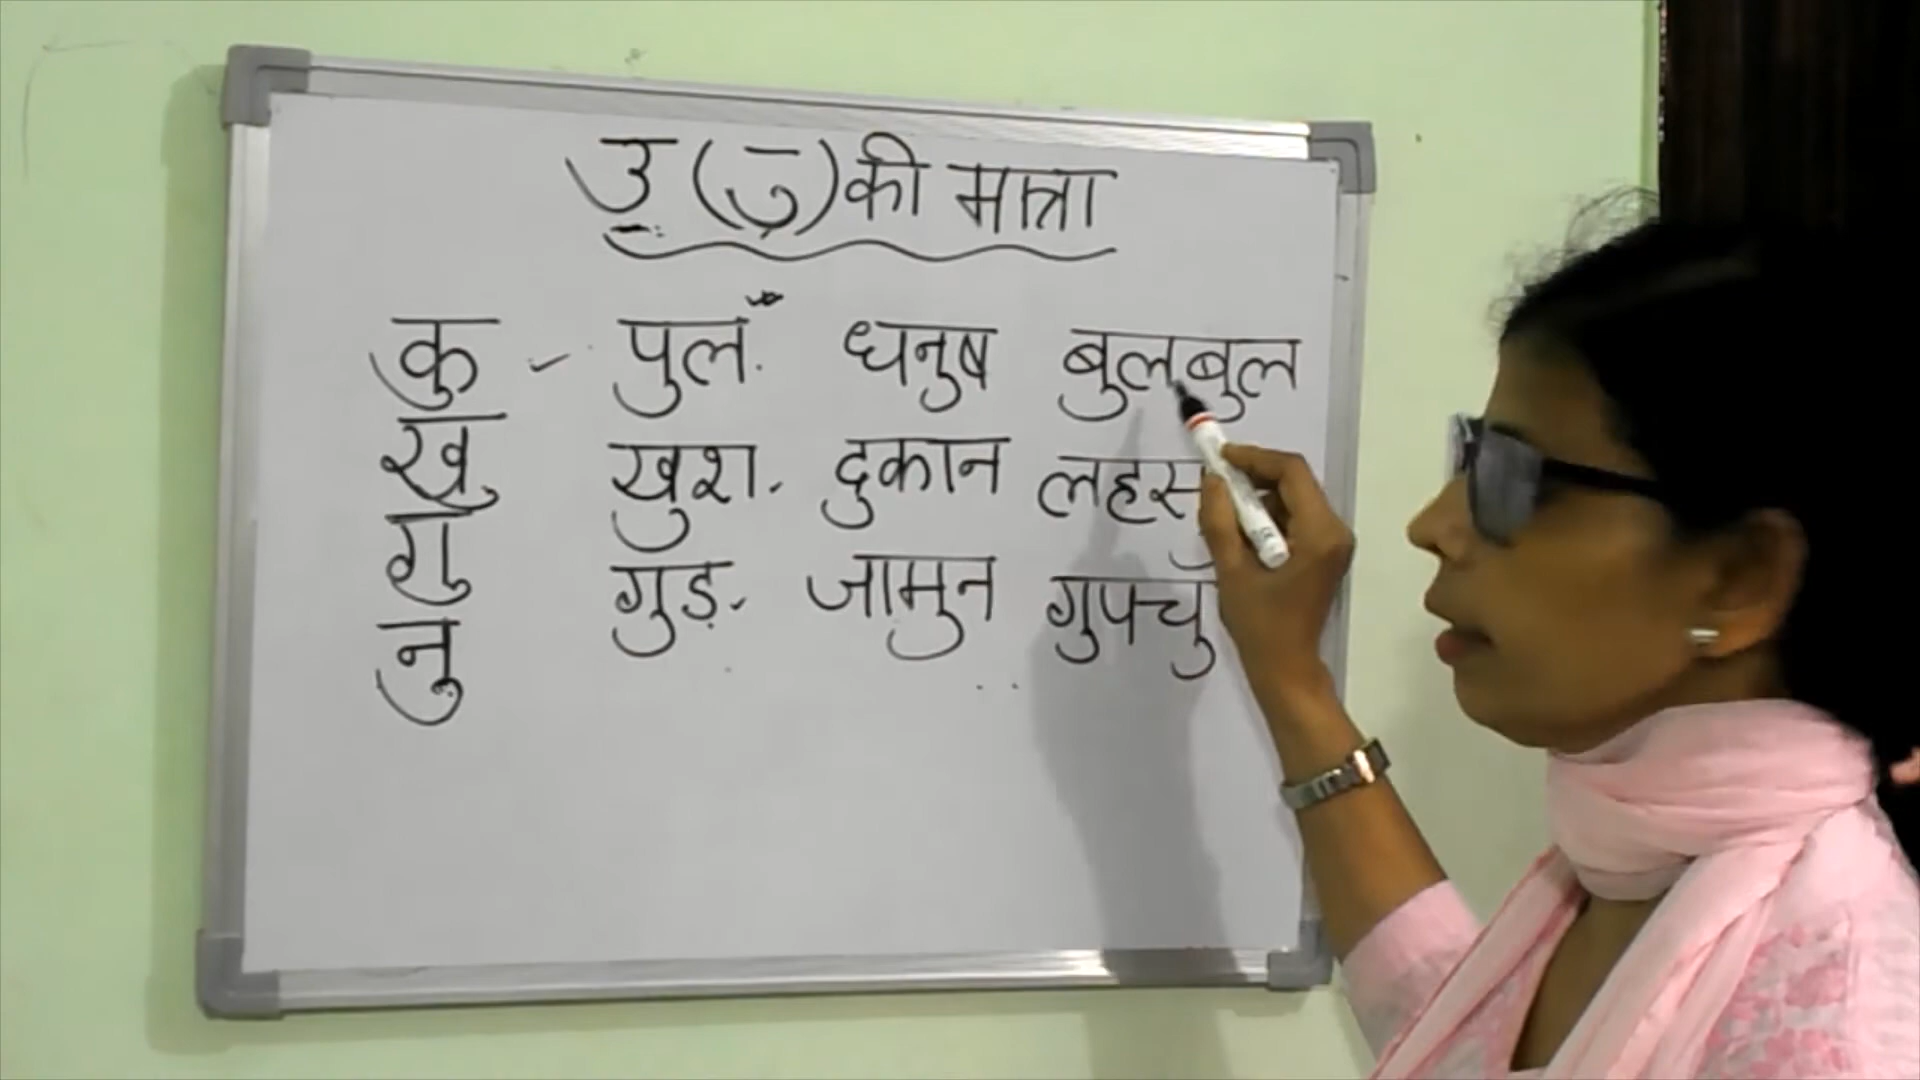 उ ( ु ) की मात्रा
कु - पुल धनुष बुलबुल
खु खुश दुकान
गु गुड़ जामुन
नु